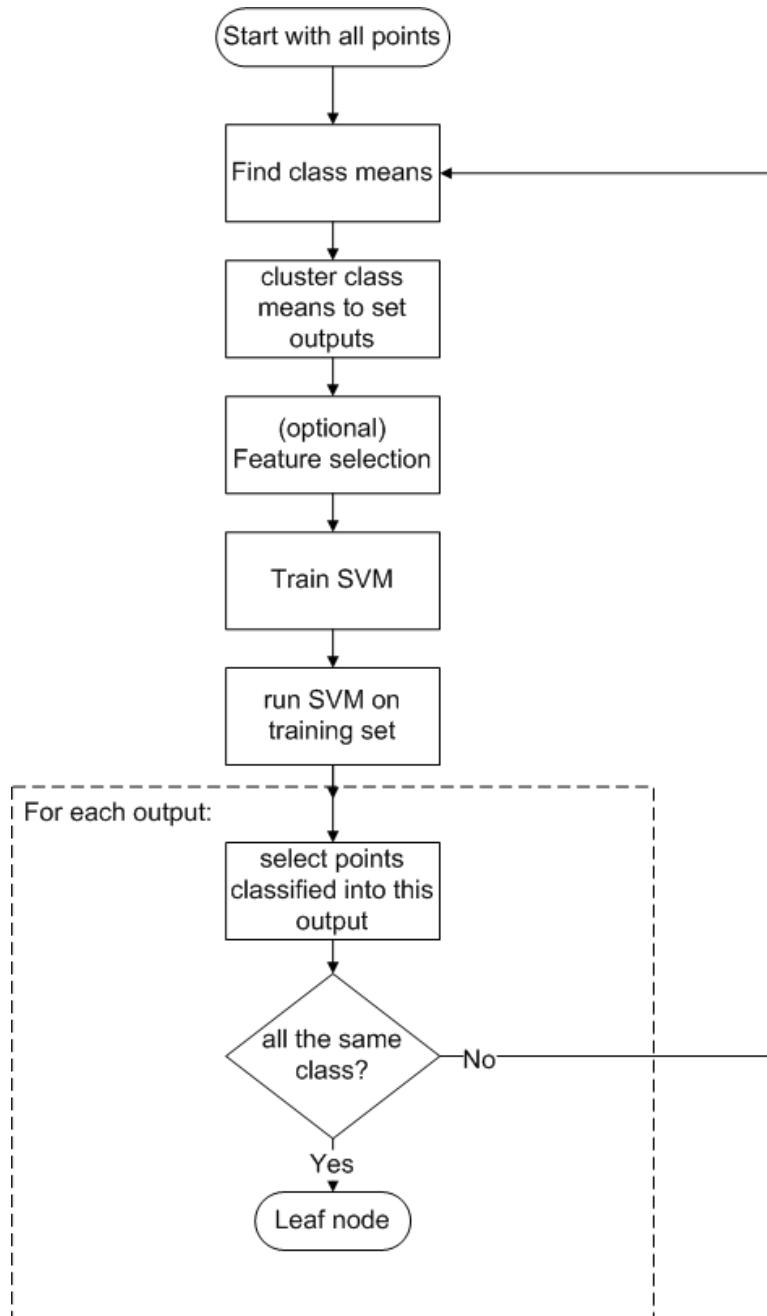 Start with all points
Find class means
cluster class
means to set
outputs
(optional)
Feature selection
Train SVM
run SVM on
training set
For each output:
select points
classified into this
output
all the same
class?
No
Yes
Leaf node